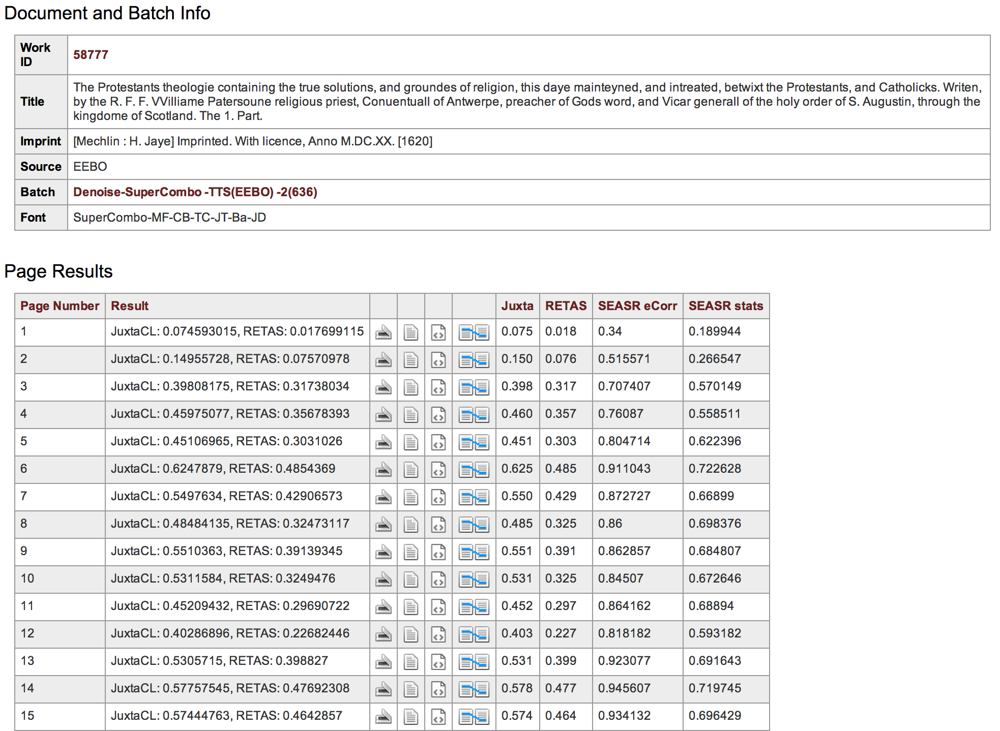 Document and Batch Info
Work
ID
58777
Title
The Protestants theologie containing the true solutions, and groundes of religion, this daye mainteyned, and intreated, betwixt the Protestants, and Catholicks. Writen,
by the R. F. F. VVilliame Patersoune religious priest, Conuentuall of Antwerpe, preacher of Gods word, and Vicar generall of the holy order of S. Augustin, through the
kingdome of Scotland. The 1. Part.
Imprint [Mechlin : H. Jaye] Imprinted. With licence, Anno M.DC.XX. [1620]
Source EEBO
Batch Denoise-SuperCombo -TTS(EEBO) -2(636)
Font SuperCombo-MF-CB-TC-JT-Ba-JD
Page Results
Page Number Result Juxta RETAS SEASR eCorr SEASR stats
1 JuxtaCL: 0.074593015, RETAS: 0.017699115 0.075 0.018 0.34 0.189944
2 JuxtaCL: 0.14955728, RETAS: 0.07570978 0.150 0.076 0.515571 0.266547
3 JuxtaCL: 0.39808175, RETAS: 0.31738034 0.398 0.317 0.707407 0.570149
4 JuxtaCL: 0.45975077, RETAS: 0.35678393 0.460 0.357 0.76087 0.558511
5 JuxtaCL: 0.45106965, RETAS: 0.3031026 0.451 0.303 0.804714 0.622396
6 JuxtaCL: 0.6247879, RETAS: 0.4854369 0.625 0.485 0.911043 0.722628
7 JuxtaCL: 0.5497634, RETAS: 0.42906573 0.550 0.429 0.872727 0.66899
8 JuxtaCL: 0.48484135, RETAS: 0.32473117 0.485 0.325 0.86 0.698376
9 JuxtaCL: 0.5510363, RETAS: 0.39139345 0.551 0.391 0.862857 0.684807
10 JuxtaCL: 0.5311584, RETAS: 0.3249476 0.531 0.325 0.84507 0.672646
11 JuxtaCL: 0.45209432, RETAS: 0.29690722 0.452 0.297 0.864162 0.68894
12 JuxtaCL: 0.40286896, RETAS: 0.22682446 0.403 0.227 0.818182 0.593182
13 JuxtaCL: 0.5305715, RETAS: 0.398827 0.531 0.399 0.923077 0.691643
14 JuxtaCL: 0.57757545, RETAS: 0.47692308 0.578 0.477 0.945607 0.719745
15 JuxtaCL: 0.57444763, RETAS: 0.4642857 0.574 0.464 0.934132 0.696429